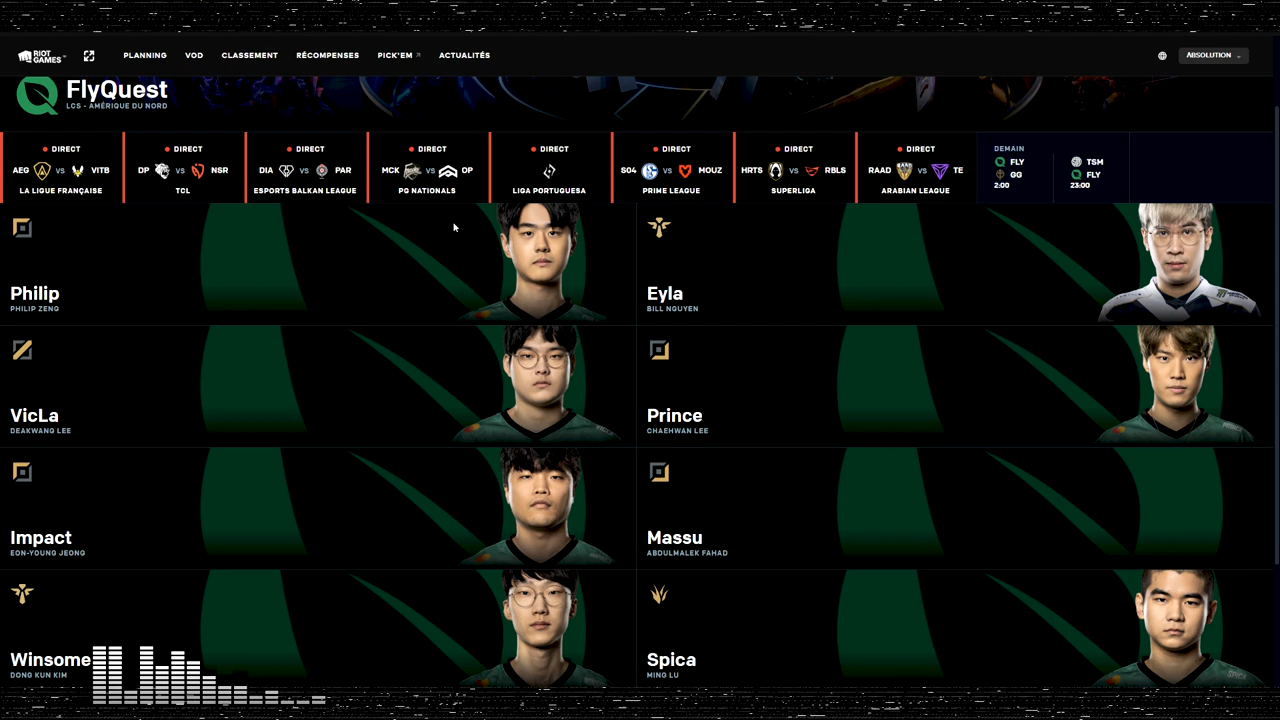 RIOT GAMES
PLANNING VOD CLASSEMENT RÉCOMPENSES PICK'EM ACTUALITÉS
ABSOLUTION
FlyQuest
LCS - AMÉRIQUE DU NORD
DIRECT
AEG VS VITB
LA LIGUE FRANÇAISE
DIRECT
DP VS NSR
TCL
DIRECT
DIA VS PAR
ESPORTS BALKAN LEAGUE
DIRECT
MCK VS OP
PG NATIONALS
DIRECT
LIGA PORTUGUESA
DIRECT
S04 VS MOUZ
PRIME LEAGUE
DIRECT
HRTS VS RBLS
SUPERLIGA
DIRECT
RAAD VS TE
ARABIAN LEAGUE
DEMAIN
FLY
GG
2:00
TSM
FLY
23:00
Philip
PHILIP ZENG
Eyla
BILL NGUYEN
VicLa
DEAKWANG LEE
Prince
CHAEHWAN LEE
Impact
EON-YOUNG JEONG
Massu
ABDULMALEK FAHAD
Winsome
DONG KUN KIM
Spica
MING LU